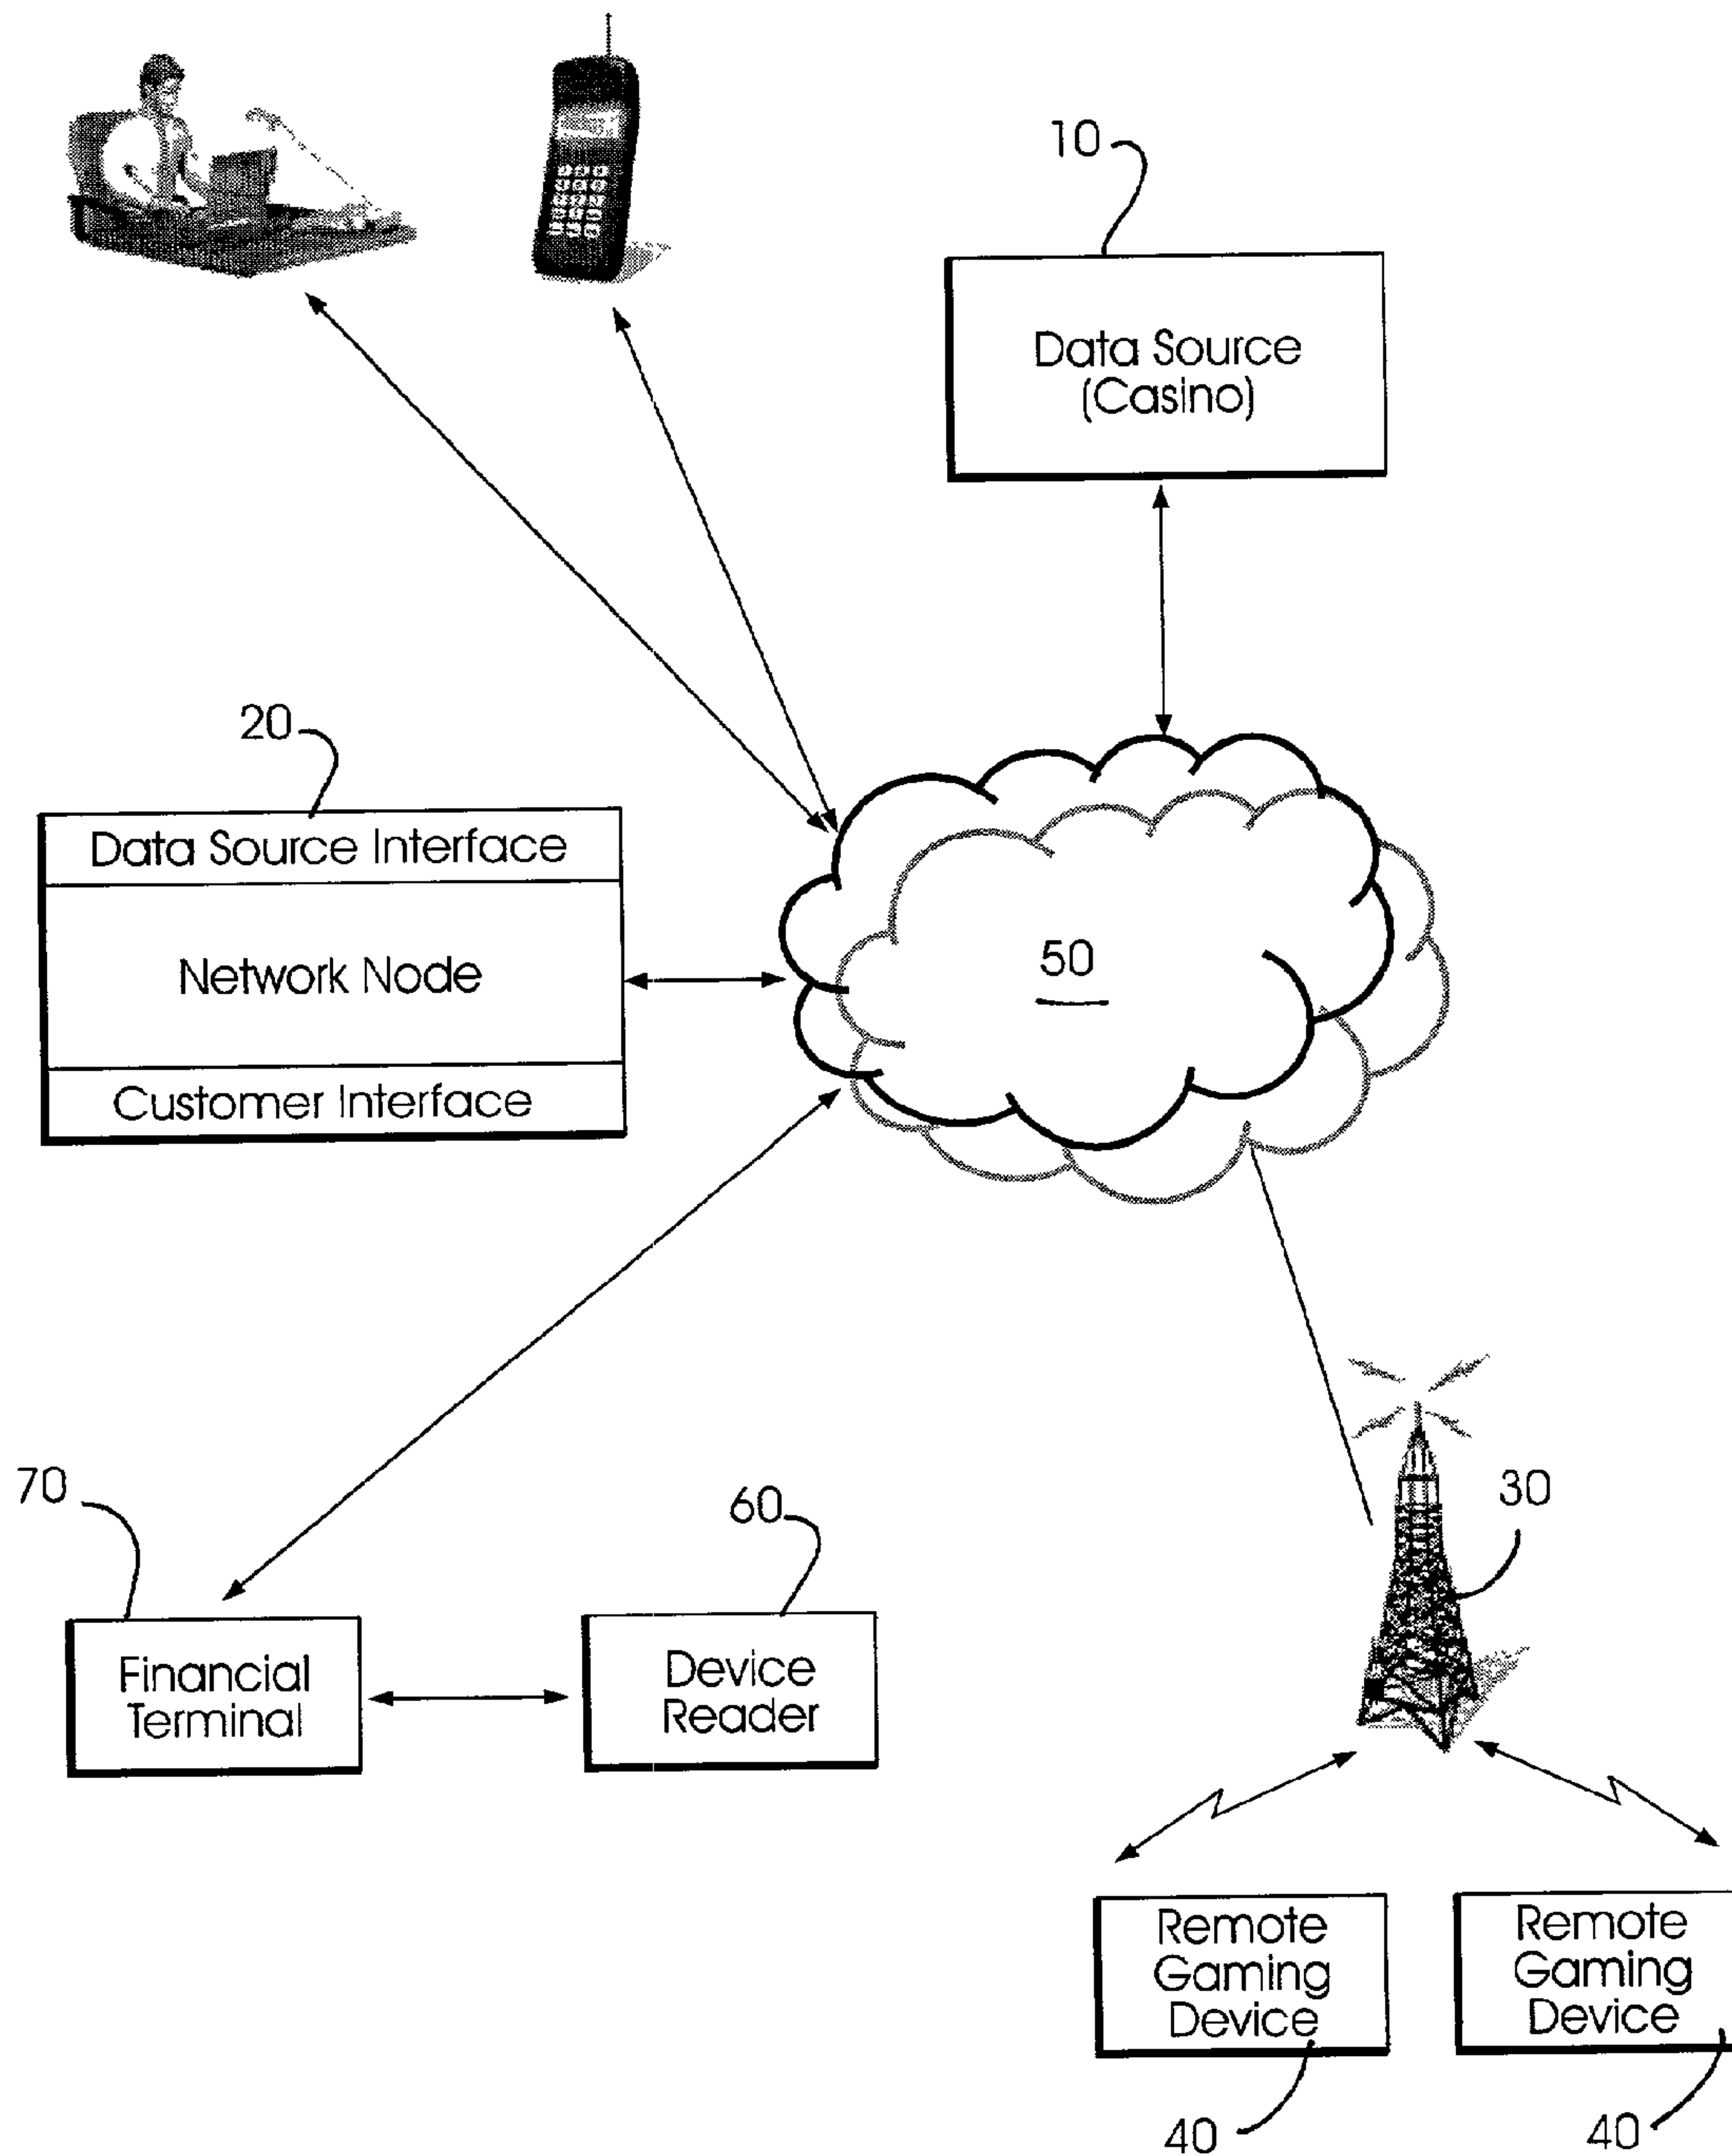 10
Data Source
(Casino)
20
Data Source Interface
Network Node
Customer Interface
50
70
Financial
Terminal
60
Device
Reader
30
Remote
Gaming
Device
40
Remote
Gaming
Device
40